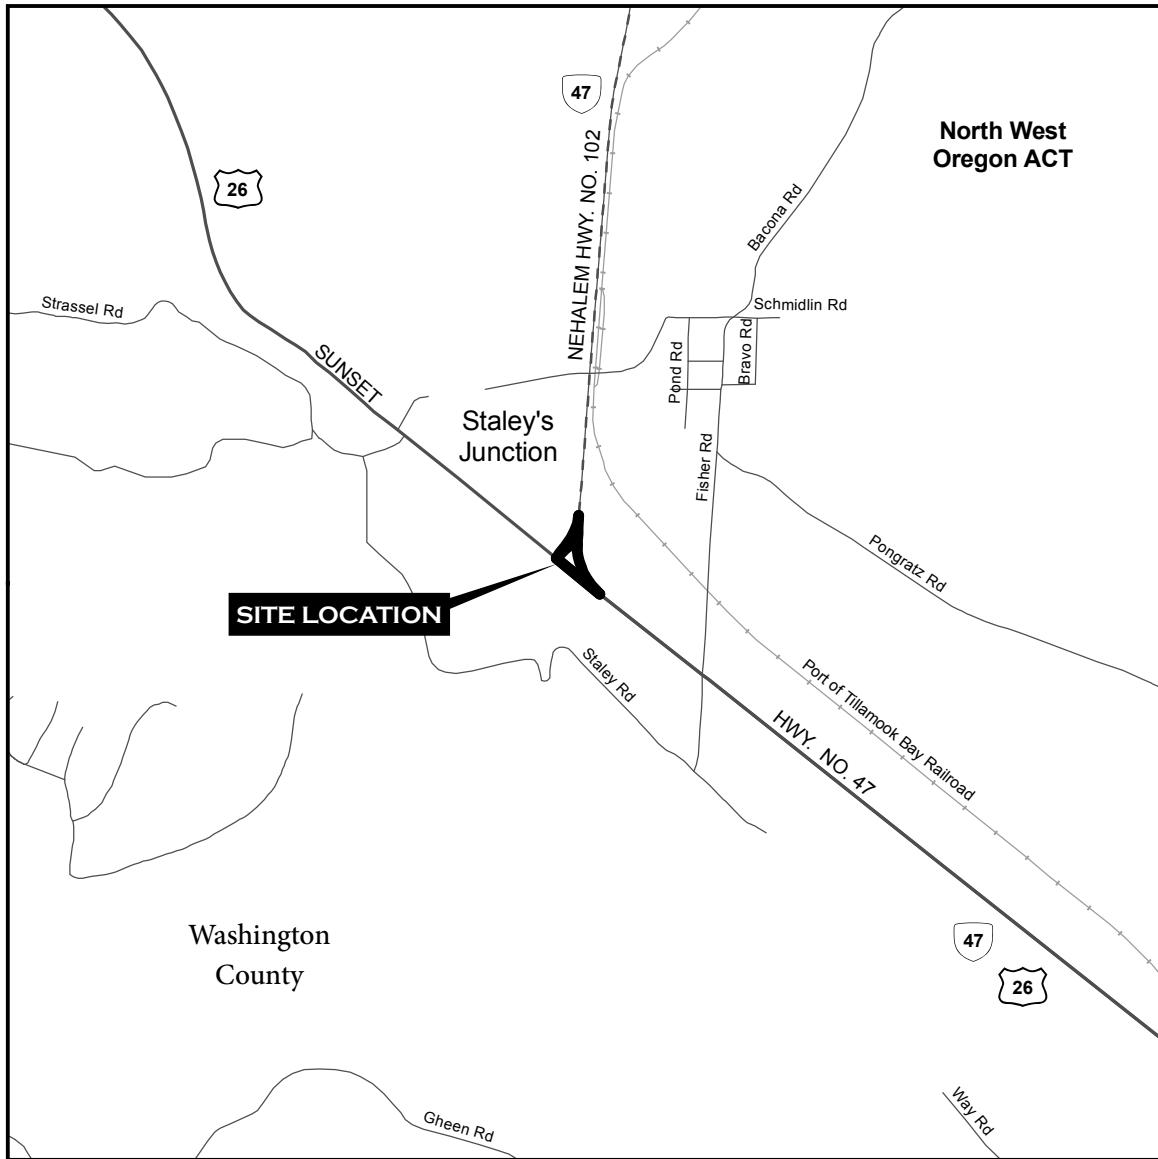 47
North West
Oregon ACT
26
NEHALEM HWY. NO. 102
Bacona Rd
Strassel Rd
Schmidlin Rd
SUNSET
Pond Rd
Bravo Rd
Staley's
Junction
Fisher Rd
Pongratz Rd
SITE LOCATION
Staley Rd
Port of Tillamook Bay Railroad
HWY. NO. 47
Washington
County
47
26
Gheen Rd
Way Rd